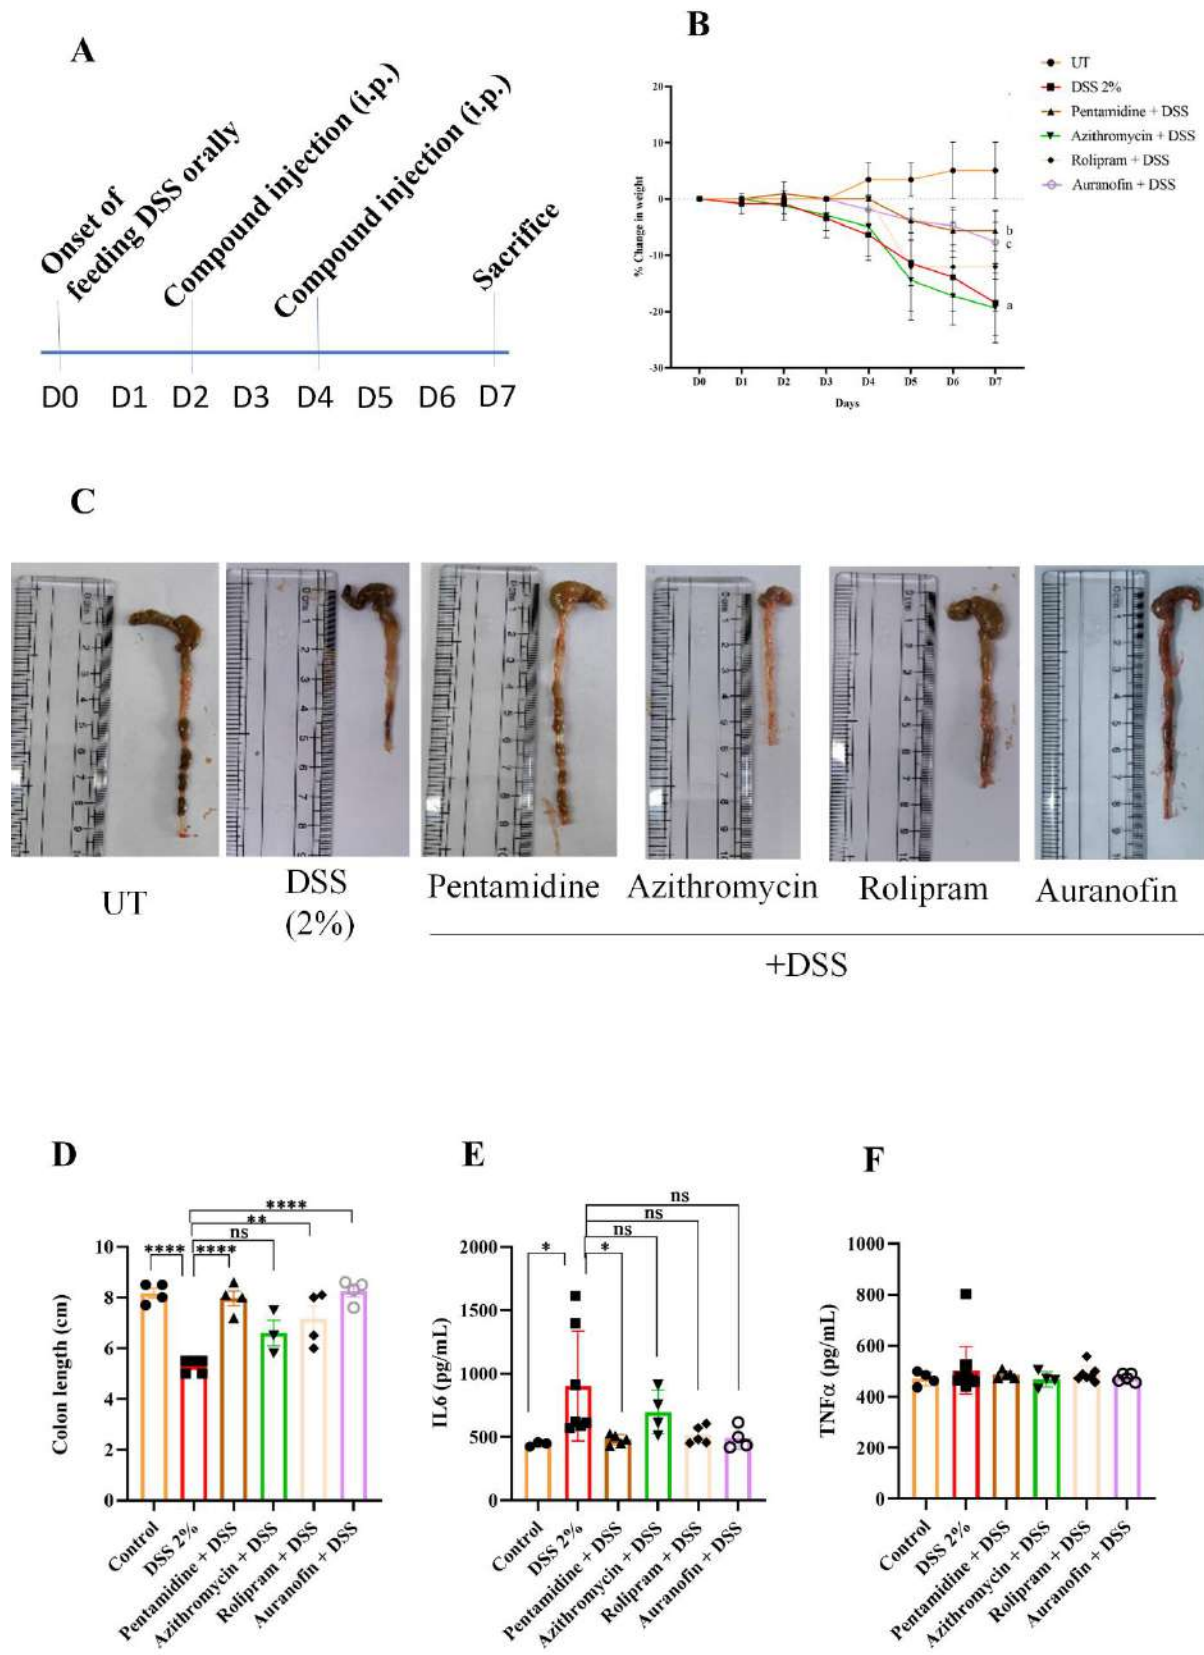 A
Onset of
feeding DSS orally
Compound injection (i.p.)
Compound injection (i.p.)
Sacrifice
D0 D1 D2 D3 D4 D5 D6 D7
B
UT
DSS 2%
Pentamidine + DSS
Azithromycin + DSS
Rolipram + DSS
Auranofin + DSS
% Change in weight
20
10
0
-10
-20
-30
b
c
a
D0 D1 D2 D3 D4 D5 D6 D7
Days
C
UT
DSS
(2%)
Pentamidine
Azithromycin
Rolipram
Auranofin
+DSS
D
Colon length (cm)
10
8
6
4
2
0
****
**
ns
**** ****
Control
DSS 2%
Pentamidine + DSS
Azithromycin + DSS
Rolipram + DSS
Auranofin + DSS
E
IL6 (pg/mL)
2000
1500
1000
500
0
ns
ns
ns
* *
Control
DSS 2%
Pentamidine + DSS
Azithromycin + DSS
Rolipram + DSS
Auranofin + DSS
F
TNFα (pg/mL)
1000
800
600
400
200
0
Control
DSS 2%
Pentamidine + DSS
Azithromycin + DSS
Rolipram + DSS
Auranofin + DSS